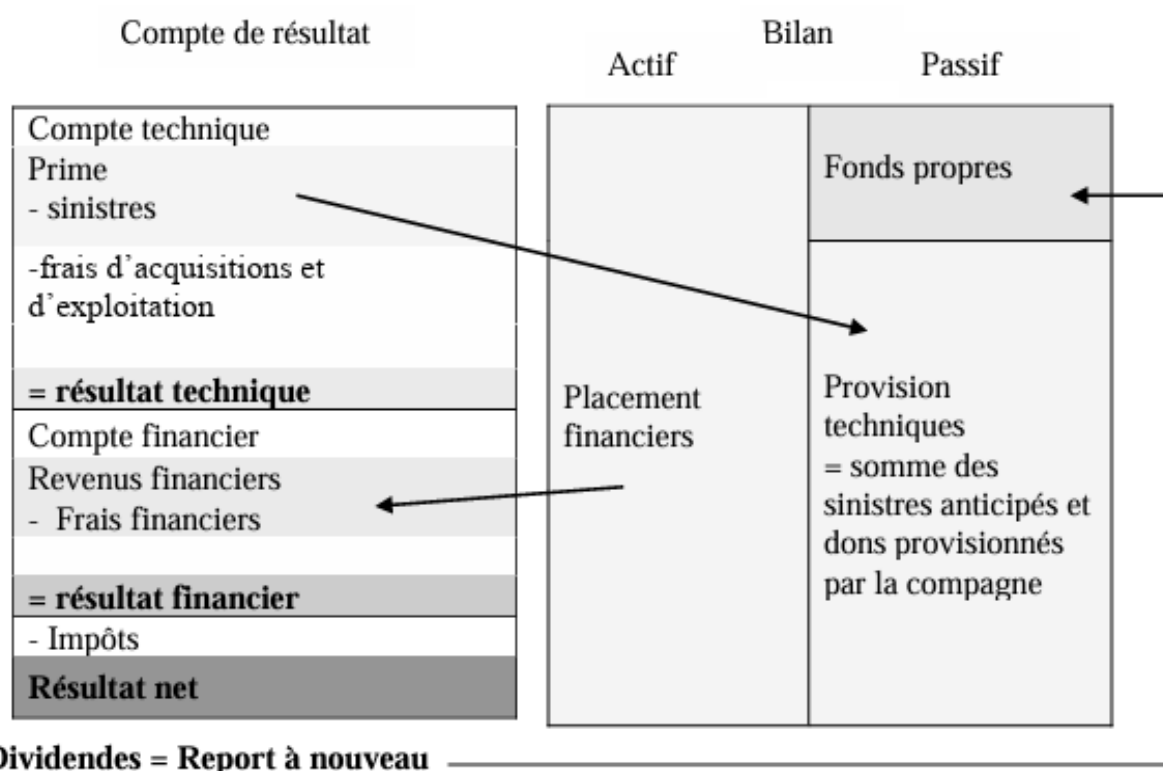 Compte de résultat
Bilan
Actif
Passif
Compte technique
Prime
- sinistres
-frais d’acquisitions et
d’exploitation
= résultat technique
Compte financier
Revenus financiers
- Frais financiers
= résultat financier
- Impôts
Résultat net
Placement
financiers
Fonds propres
Provision
techniques
= somme des
sinistres anticipés et
dons provisionnés
par la compagne
Dividendes = Report à nouveau